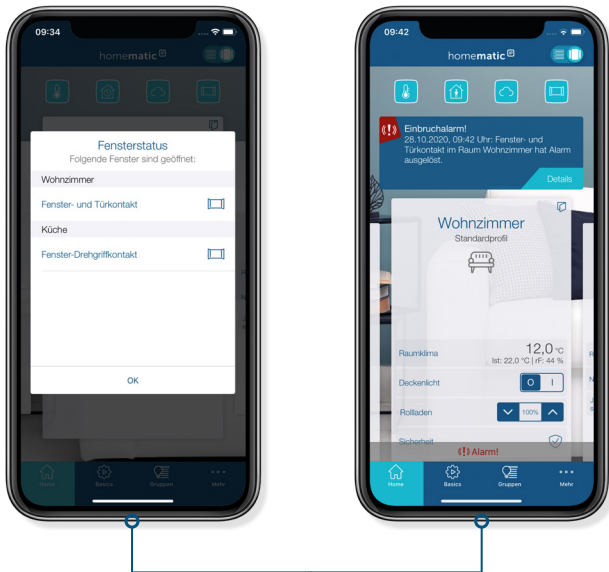 09:34
homematic IP
Fensterstatus
Folgende Fenster sind geöffnet:
Wohnzimmer
Fenster- und Türkontakt
Küche
Fenster-Drehgriffkontakt
OK
Home
Basics
Gruppen
Mehr
09:42
homematic IP
Einbruchalarm!
28.10.2020, 09:42 Uhr: Fenster- und
Türkontakt im Raum Wohnzimmer hat Alarm
ausgelöst.
Details
Wohnzimmer
Standardprofil
Raumklima
12,0 °C
Ist: 22,0 °C | rF: 44 %
Deckenlicht
O I
Rollladen
100%
Sicherheit
Alarm!
Home
Basics
Gruppen
Mehr